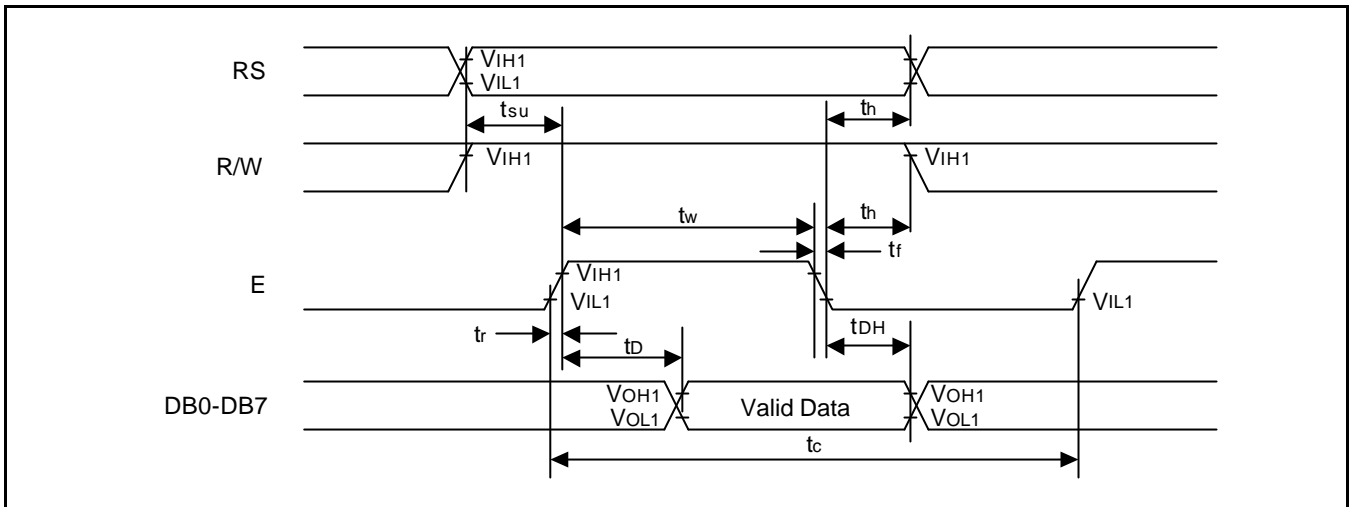 RS
VIH1
VIL1
tsu
th
R/W
VIH1
VIH1
tw
th
tf
E
VIH1
VIL1
VIL1
tr
tD
tDH
DB0-DB7
VOH1
VOL1
Valid Data
VOH1
VOL1
tc